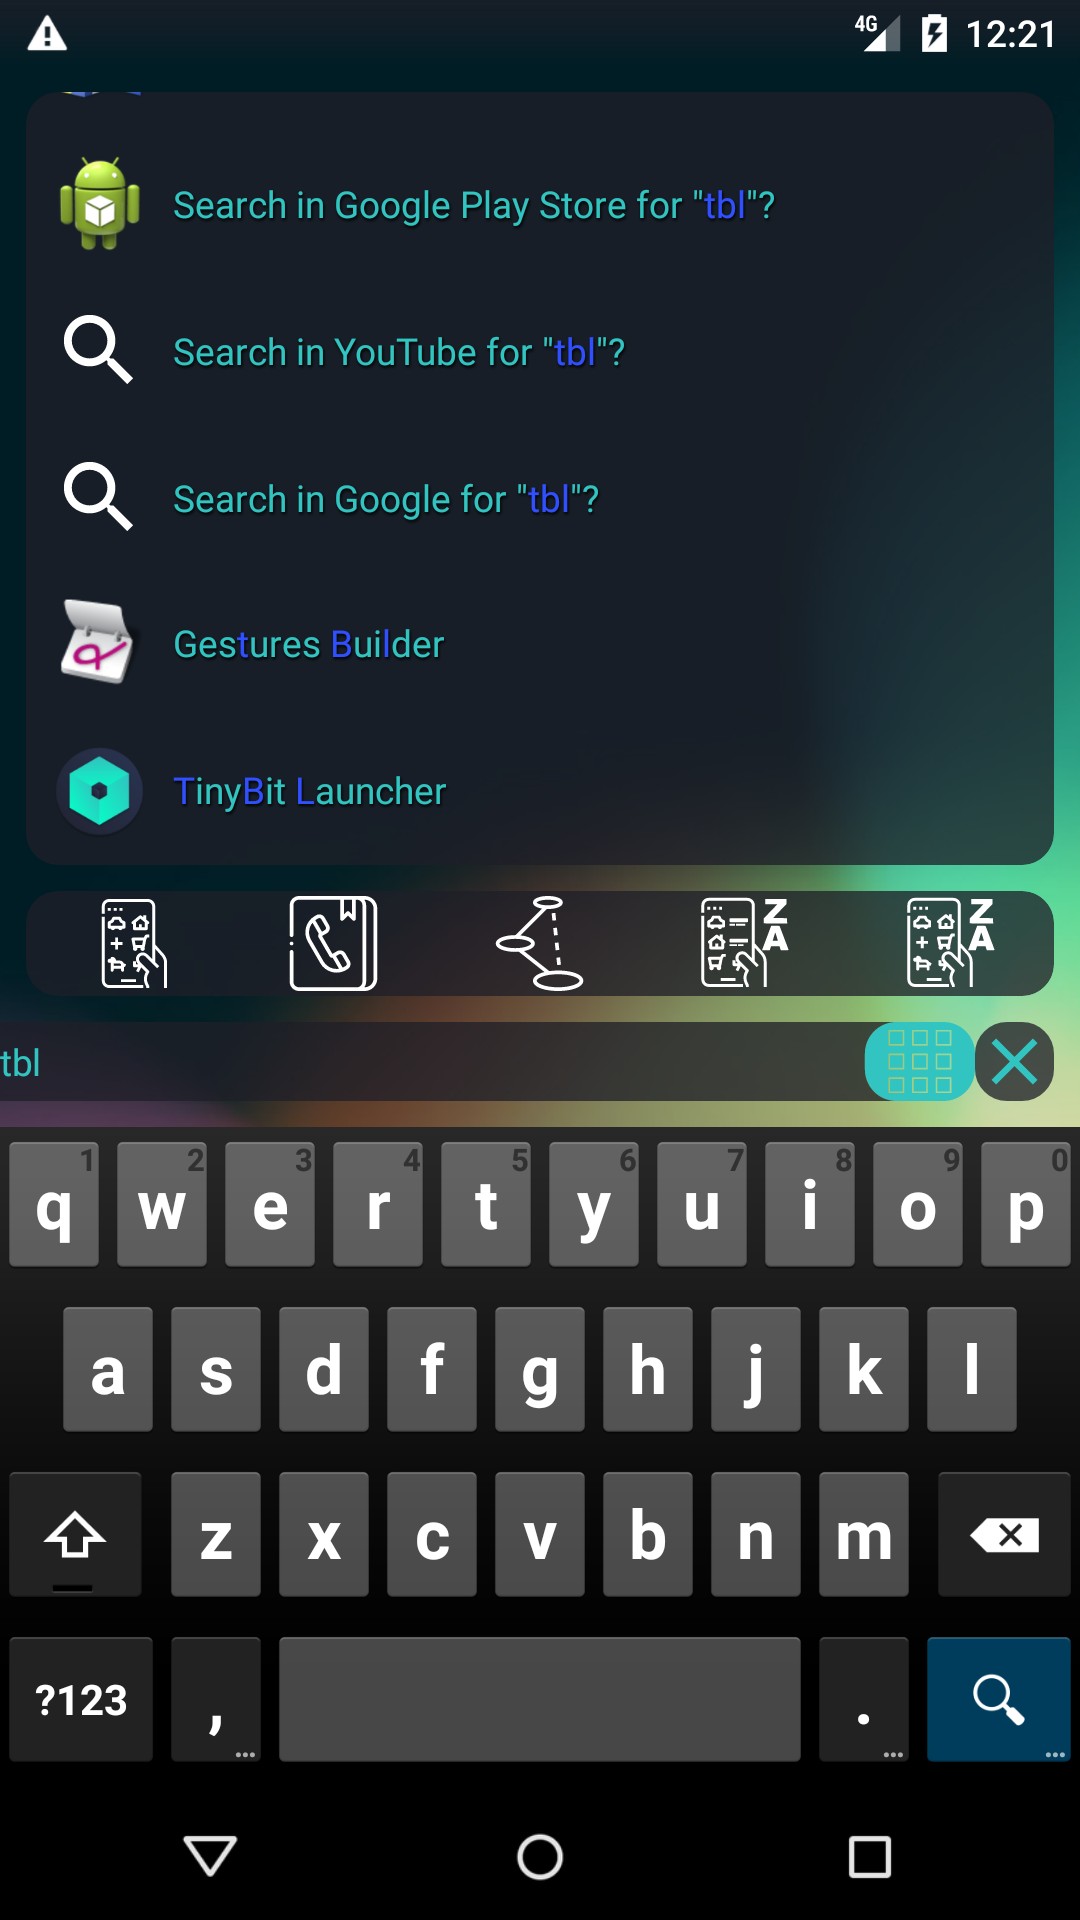 4G 12:21
Search in Google Play Store for "tbl"?
Search in YouTube for "tbl"?
Search in Google for "tbl"?
Gestures Builder
TinyBit Launcher
Z A Z A
tbl
1 2 3 4 5 6 7 8 9 0
q w e r t y u i o p
a s d f g h j k l
z x c v b n m
?123 , .